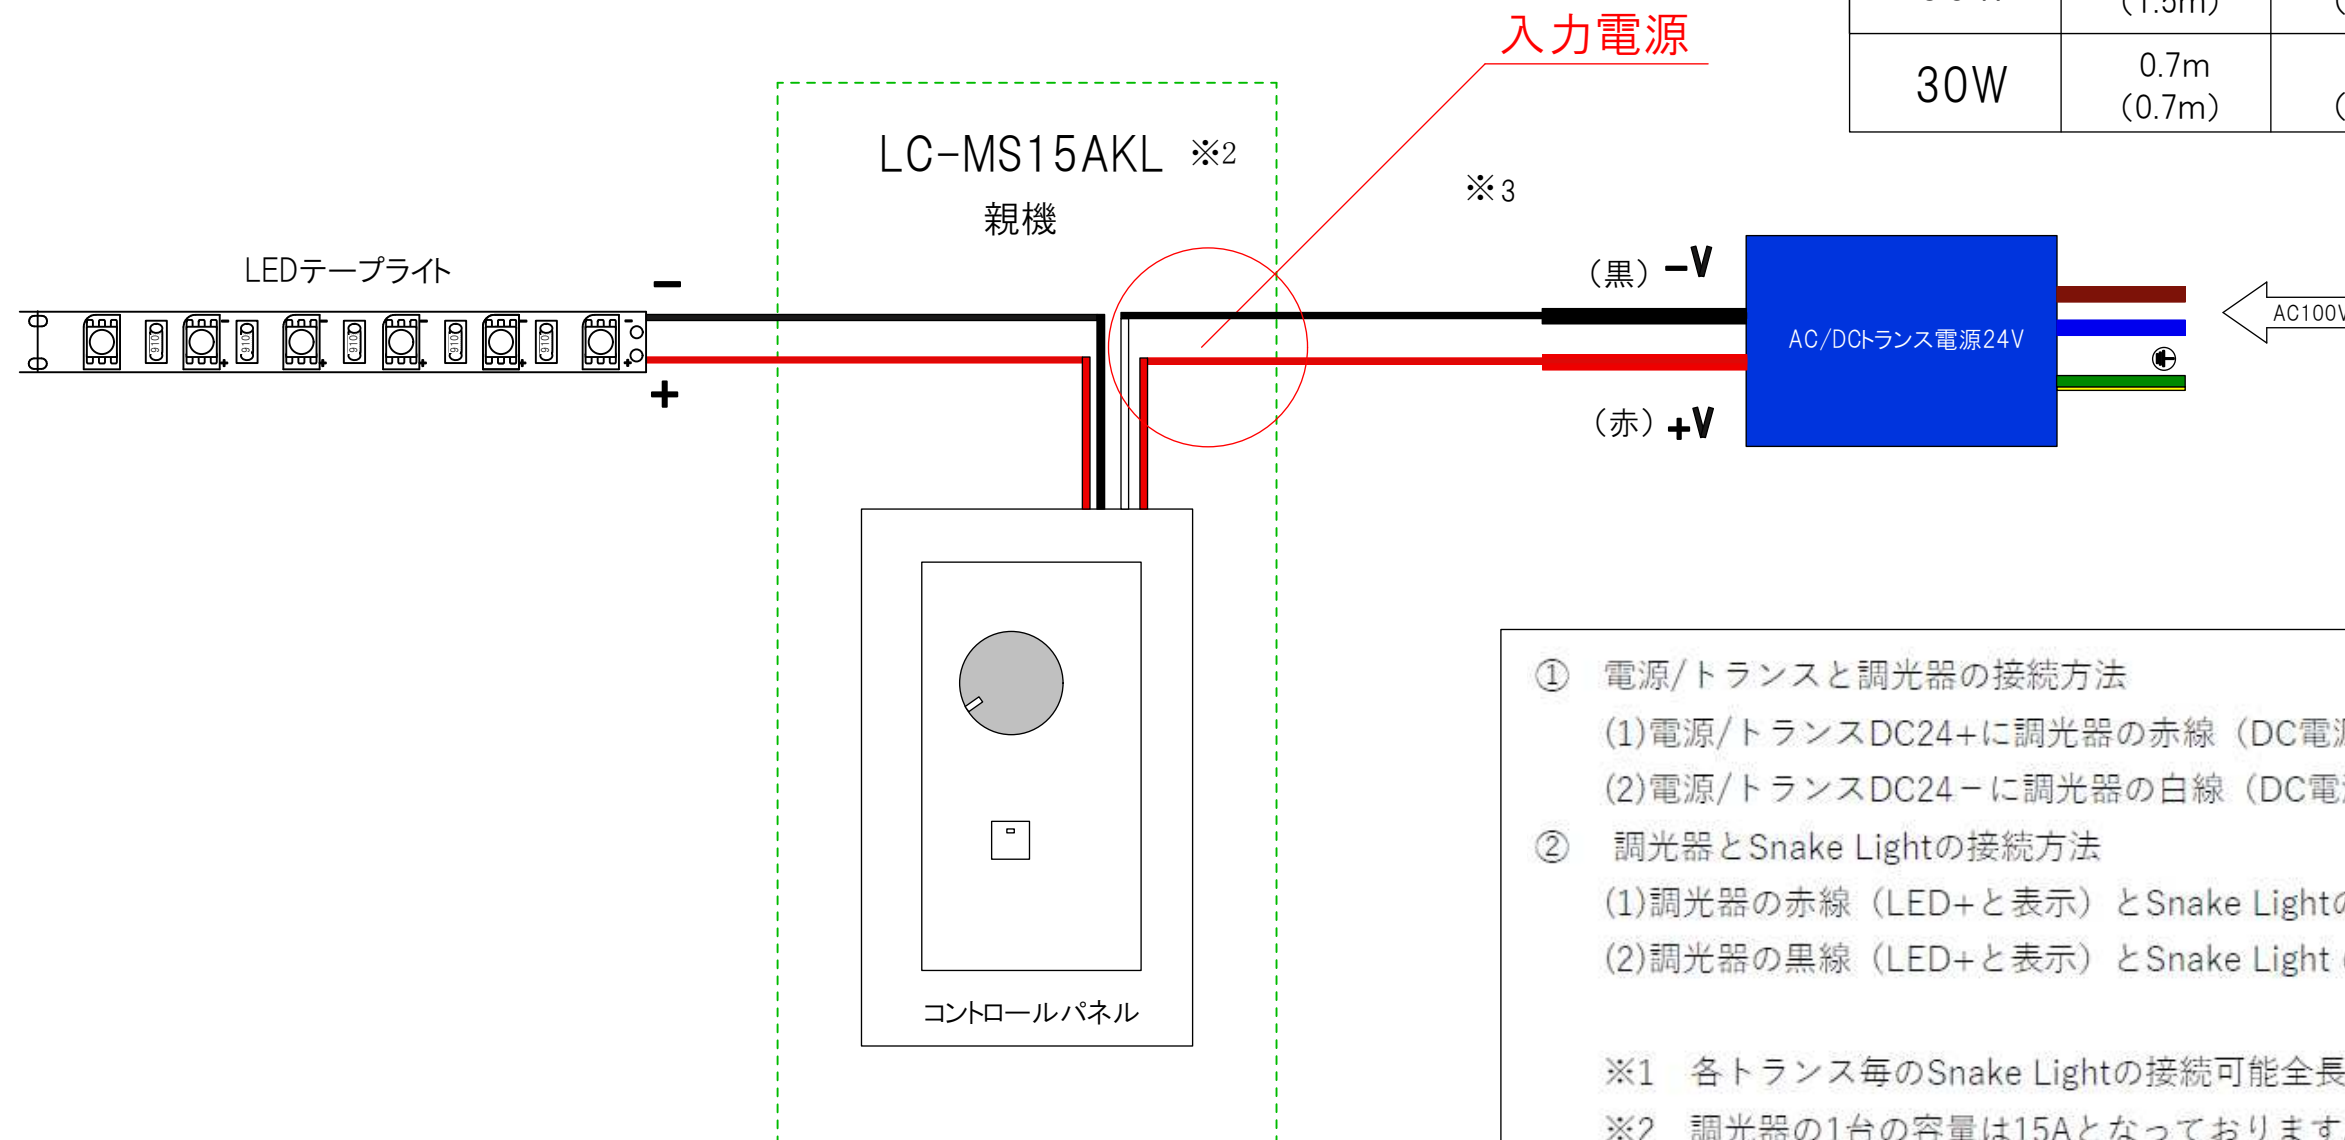 (1.5m)
30W
0.7m
(0.7m)
入力電源
LC-MS15AKL ※2
親機
※3
LEDテープライト
−
+
(黒) −V
(赤) +V
AC/DCトランス電源24V
AC100V
コントロールパネル
① 電源/トランスと調光器の接続方法
(1)電源/トランスDC24+に調光器の赤線（DC電源
(2)電源/トランスDC24－に調光器の白線（DC電
② 調光器とSnake Lightの接続方法
(1)調光器の赤線（LED+と表示）とSnake Lightの
(2)調光器の黒線（LED+と表示）とSnake Light
※1 各トランス毎のSnake Lightの接続可能全長
※2 調光器の1台の容量は15Aとなっております